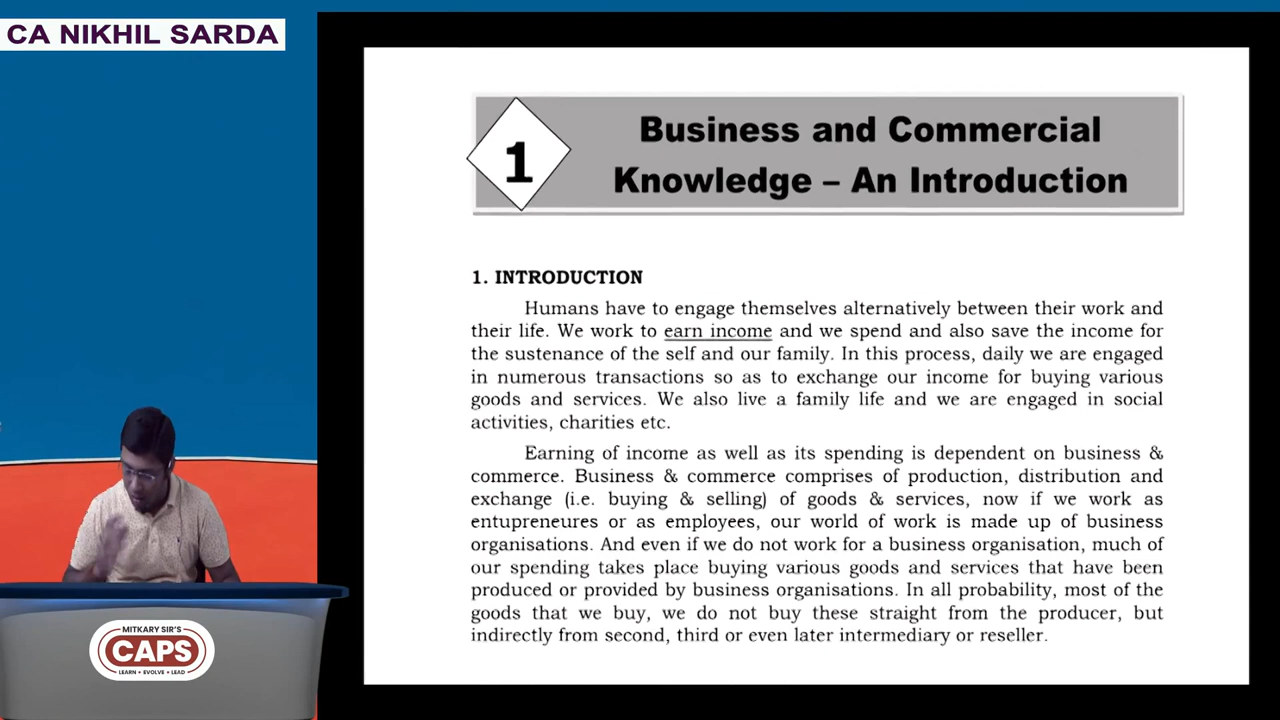 CA NIKHIL SARDA
1
Business and Commercial
Knowledge – An Introduction
1. INTRODUCTION
Humans have to engage themselves alternatively between their work and
their life. We work to earn income and we spend and also save the income for
the sustenance of the self and our family. In this process, daily we are engaged
in numerous transactions so as to exchange our income for buying various
goods and services. We also live a family life and we are engaged in social
activities, charities etc.
Earning of income as well as its spending is dependent on business &
commerce. Business & commerce comprises of production, distribution and
exchange (i.e. buying & selling) of goods & services, now if we work as
entupreneures or as employees, our world of work is made up of business
organisations. And even if we do not work for a business organisation, much of
our spending takes place buying various goods and services that have been
produced or provided by business organisations. In all probability, most of the
goods that we buy, we do not buy these straight from the producer, but
indirectly from second, third or even later intermediary or reseller.
MITKARY SIR'S
CAPS
LEARN • EVOLVE • LEAD